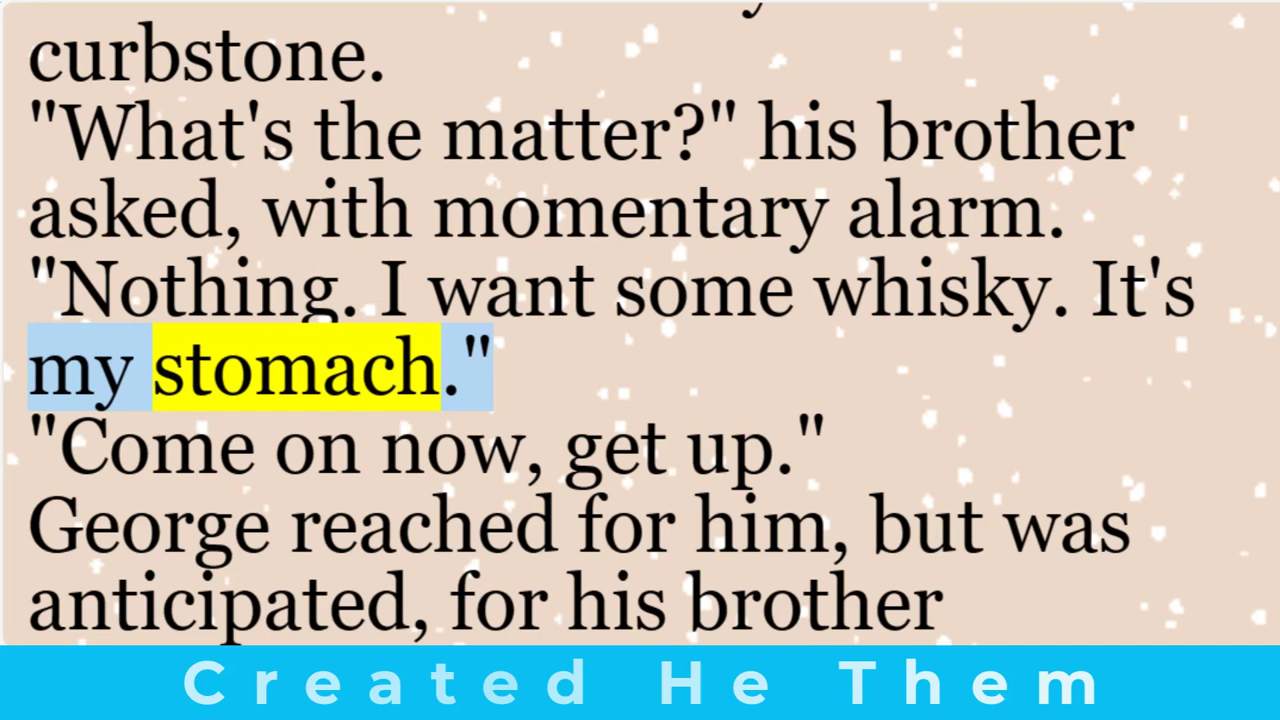 curbstone.
"What's the matter?" his brother
asked, with momentary alarm.
"Nothing. I want some whisky. It's
my stomach."
"Come on now, get up."
George reached for him, but was
anticipated, for his brother
Created He Them